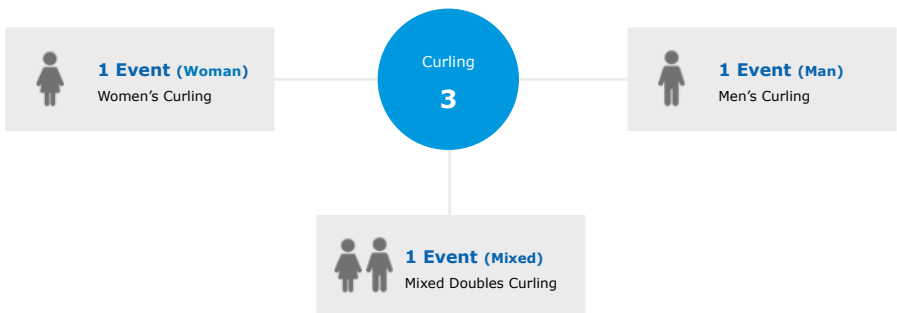 Curling
3
1 Event (Woman)
Women’s Curling
1 Event (Man)
Men’s Curling
1 Event (Mixed)
Mixed Doubles Curling